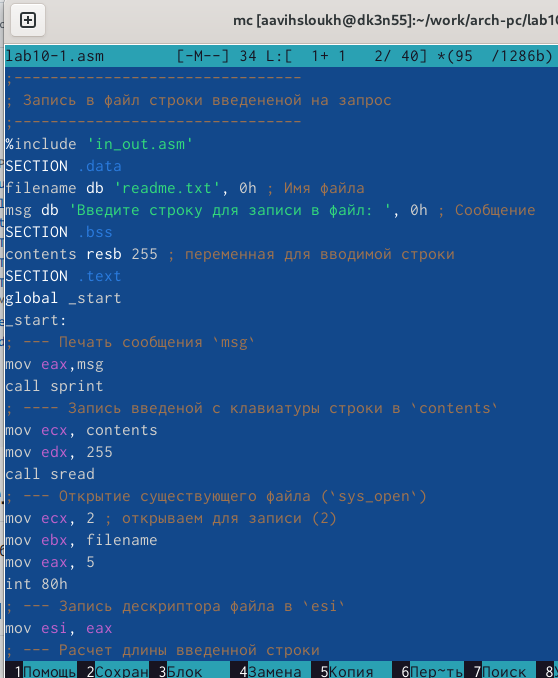 mc [aavihsloukh@dk3n55]:~/work/arch-pc/lab10
lab10-1.asm [-M--] 34 L:[ 1+ 1 2/ 40] *(95 /1286b)
;--------------------------------
; Запись в файл строки введененой на запрос
;--------------------------------
%include 'in_out.asm'
SECTION .data
filename db 'readme.txt', 0h ; Имя файла
msg db 'Введите строку для записи в файл: ', 0h ; Сообщение
SECTION .bss
contents resb 255 ; переменная для вводимой строки
SECTION .text
global _start
_start:
; --- Печать сообщения `msg`
mov eax,msg
call sprint
; ---- Запись введеной с клавиатуры строки в `contents`
mov ecx, contents
mov edx, 255
call sread
; --- Открытие существующего файла (`sys_open`)
mov ecx, 2 ; открываем для записи (2)
mov ebx, filename
mov eax, 5
int 80h
; --- Запись дескриптора файла в `esi`
mov esi, eax
; --- Расчет длины введенной строки
1Помощь 2Сохран 3Блок 4Замена 5Копия 6Пер~ть 7Поиск 8